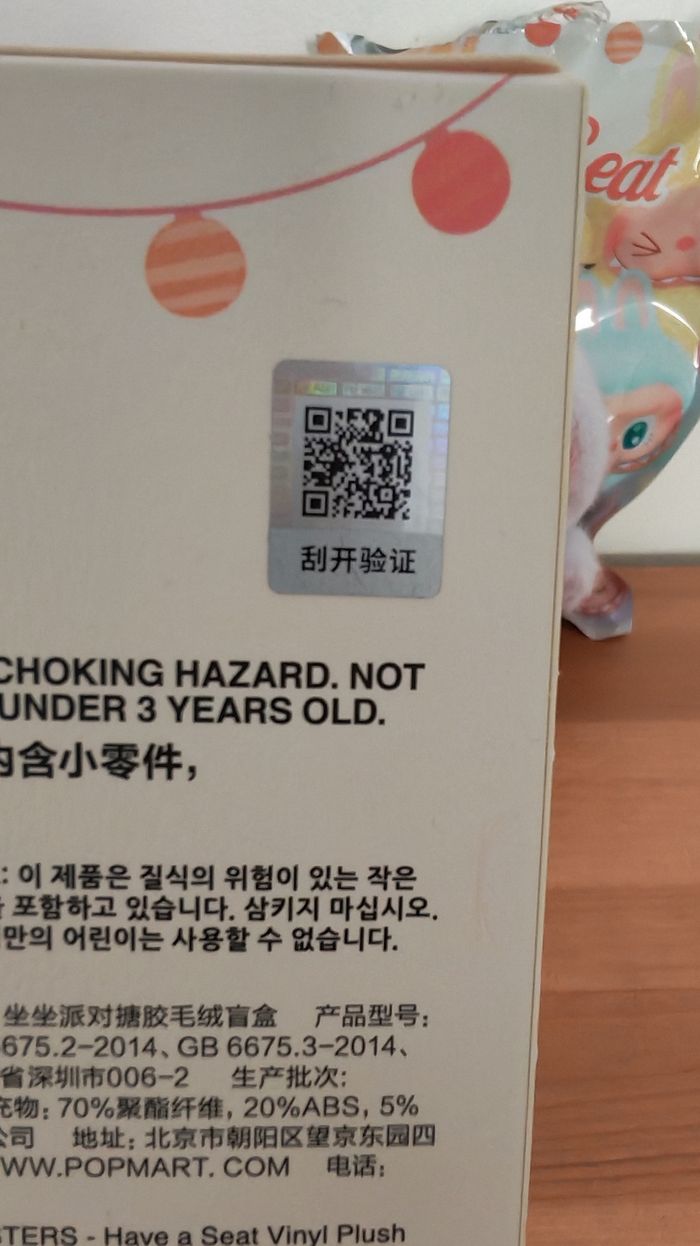 eat
刮开验证
CHOKING HAZARD. NOT
UNDER 3 YEARS OLD.
内含小零件，
: 이 제품은 질식의 위험이 있는 작은
포함하고 있습니다. 삼키지 마십시오.
만의 어린이는 사용할 수 없습니다.
坐坐派对搪胶毛绒盲盒 产品型号：
6675.2-2014、GB 6675.3-2014、
省深圳市006-2 生产批次:
充物: 70%聚酯纤维, 20%ABS, 5%
公司 地址: 北京市朝阳区望京东园四
WW.POPMART.COM 电话:
STERS - Have a Seat Vinyl Plush